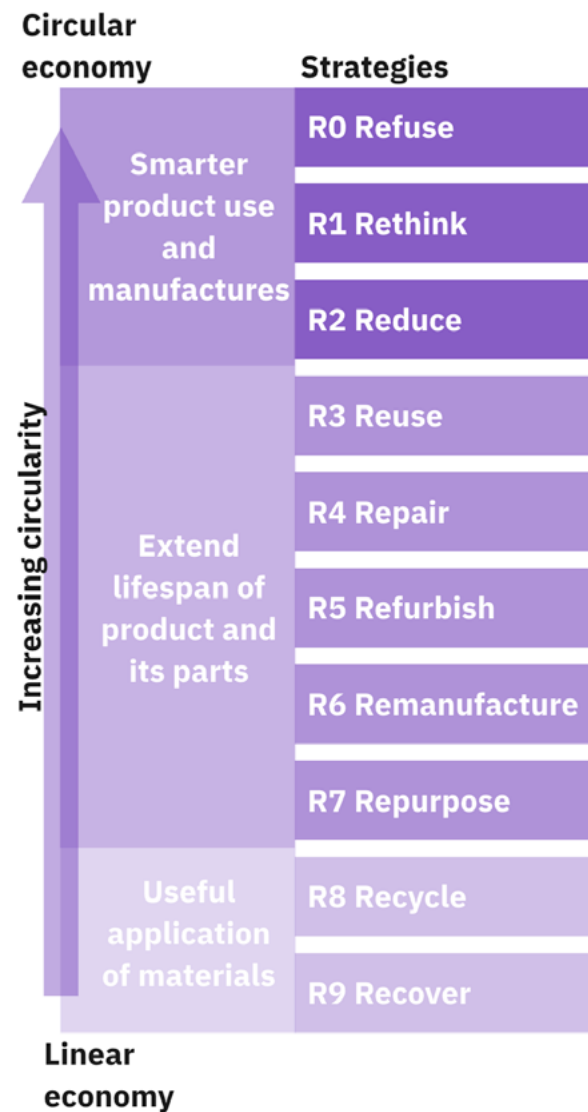 Circular
economy
Strategies
Smarter
product use
and
manufactures
R0 Refuse
R1 Rethink
R2 Reduce
Increasing circularity
Extend
lifespan of
product and
its parts
R3 Reuse
R4 Repair
R5 Refurbish
R6 Remanufacture
R7 Repurpose
Useful
application
of materials
R8 Recycle
R9 Recover
Linear
economy